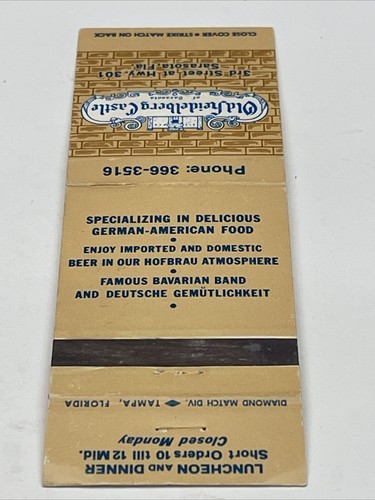 CLOSE COVER • STRIKE MATCH ON BACK
3rd Street at Hwy. 301
Sarasota, Fla.
Old Heidelberg Castle
of Sarasota
Phone: 366-3516
SPECIALIZING IN DELICIOUS
GERMAN-AMERICAN FOOD
•
ENJOY IMPORTED AND DOMESTIC
BEER IN OUR HOFBRAU ATMOSPHERE
•
FAMOUS BAVARIAN BAND
AND DEUTSCHE GEMÜTLICHKEIT
•
DIAMOND MATCH DIV. TAMPA, FLORIDA
LUNCHEON AND DINNER
Short Orders 10 till 12 Mid.
Closed Monday